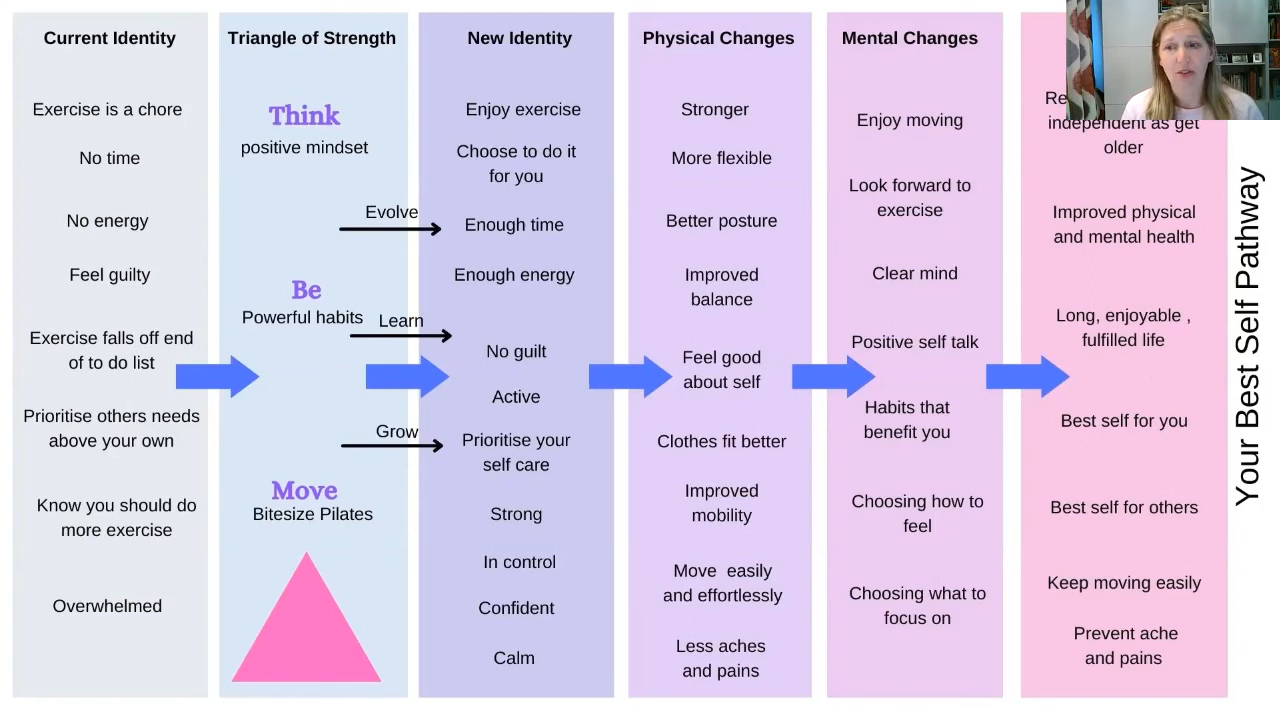 Current Identity
Exercise is a chore
No time
No energy
Feel guilty
Exercise falls off end
of to do list
Prioritise others needs
above your own
Know you should do
more exercise
Overwhelmed
Triangle of Strength
Think
positive mindset
Evolve
Be
Powerful habits
Learn
Grow
Move
Bitesize Pilates
New Identity
Enjoy exercise
Choose to do it
for you
Enough time
Enough energy
No guilt
Active
Prioritise your
self care
Strong
In control
Confident
Calm
Physical Changes
Stronger
More flexible
Better posture
Improved
balance
Feel good
about self
Clothes fit better
Improved
mobility
Move easily
and effortlessly
Less aches
and pains
Mental Changes
Enjoy moving
Look forward to
exercise
Clear mind
Positive self talk
Habits that
benefit you
Choosing how to
feel
Choosing what to
focus on
independent as get
older
Improved physical
and mental health
Long, enjoyable ,
fulfilled life
Best self for you
Best self for others
Keep moving easily
Prevent ache
and pains
Your Best Self Pathway